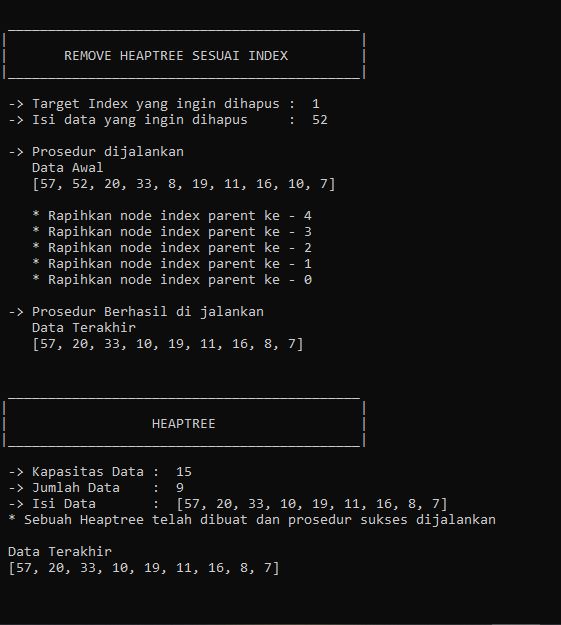 REMOVE HEAPTREE SESUAI INDEX
-> Target Index yang ingin dihapus :  1
-> Isi data yang ingin dihapus     :  52
-> Prosedur dijalankan
Data Awal
[57, 52, 20, 33, 8, 19, 11, 16, 10, 7]
* Rapihkan node index parent ke - 4
* Rapihkan node index parent ke - 3
* Rapihkan node index parent ke - 2
* Rapihkan node index parent ke - 1
* Rapihkan node index parent ke - 0
-> Prosedur Berhasil di jalankan
Data Terakhir
[57, 20, 33, 10, 19, 11, 16, 8, 7]
HEAPTREE
-> Kapasitas Data :  15
-> Jumlah Data    :  9
-> Isi Data       :  [57, 20, 33, 10, 19, 11, 16, 8, 7]
* Sebuah Heaptree telah dibuat dan prosedur sukses dijalankan
Data Terakhir
[57, 20, 33, 10, 19, 11, 16, 8, 7]